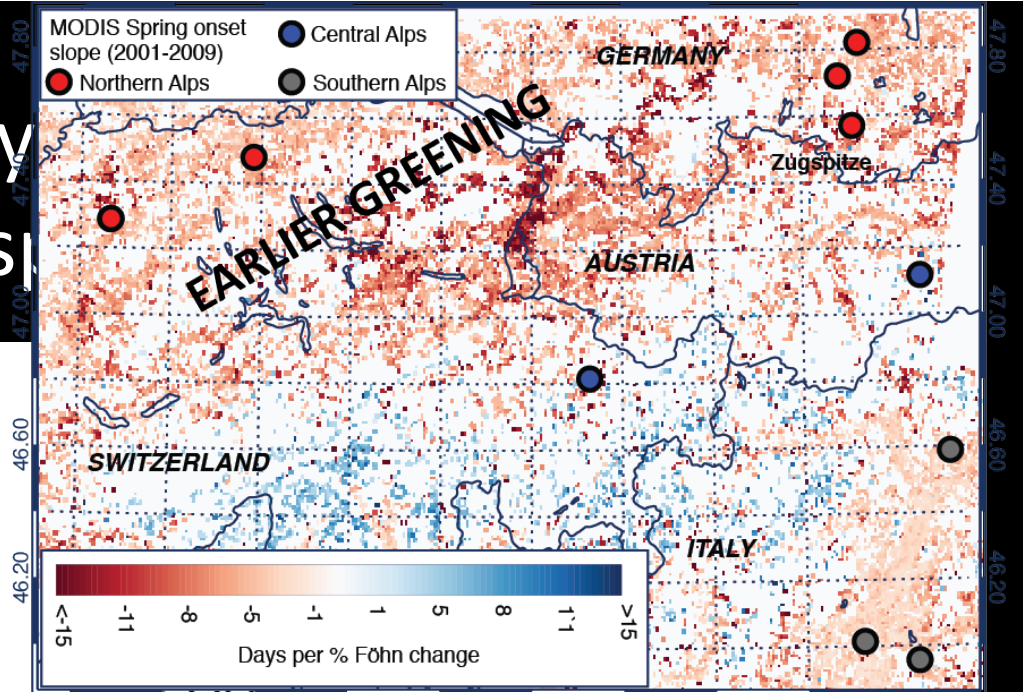 MODIS Spring onset
slope (2001-2009)
Central Alps
Northern Alps
Southern Alps
GERMANY
EARLIER GREENING
Zugspitze
AUSTRIA
SWITZERLAND
ITALY
47.80
47.40
47.00
46.60
46.20
47.80
47.40
47.00
46.60
46.20
<-15
-11
-8
-5
-1
1
5
8
1`1
>15
Days per % Föhn change